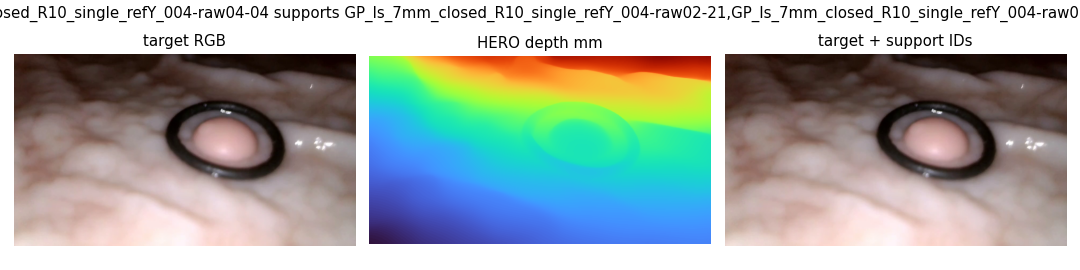 osed_R10_single_refY_004-raw04-04 supports GP_ls_7mm_closed_R10_single_refY_004-raw02-21,GP_ls_7mm_closed_R10_single_refY_004-raw0
target RGB
HERO depth mm
target + support IDs